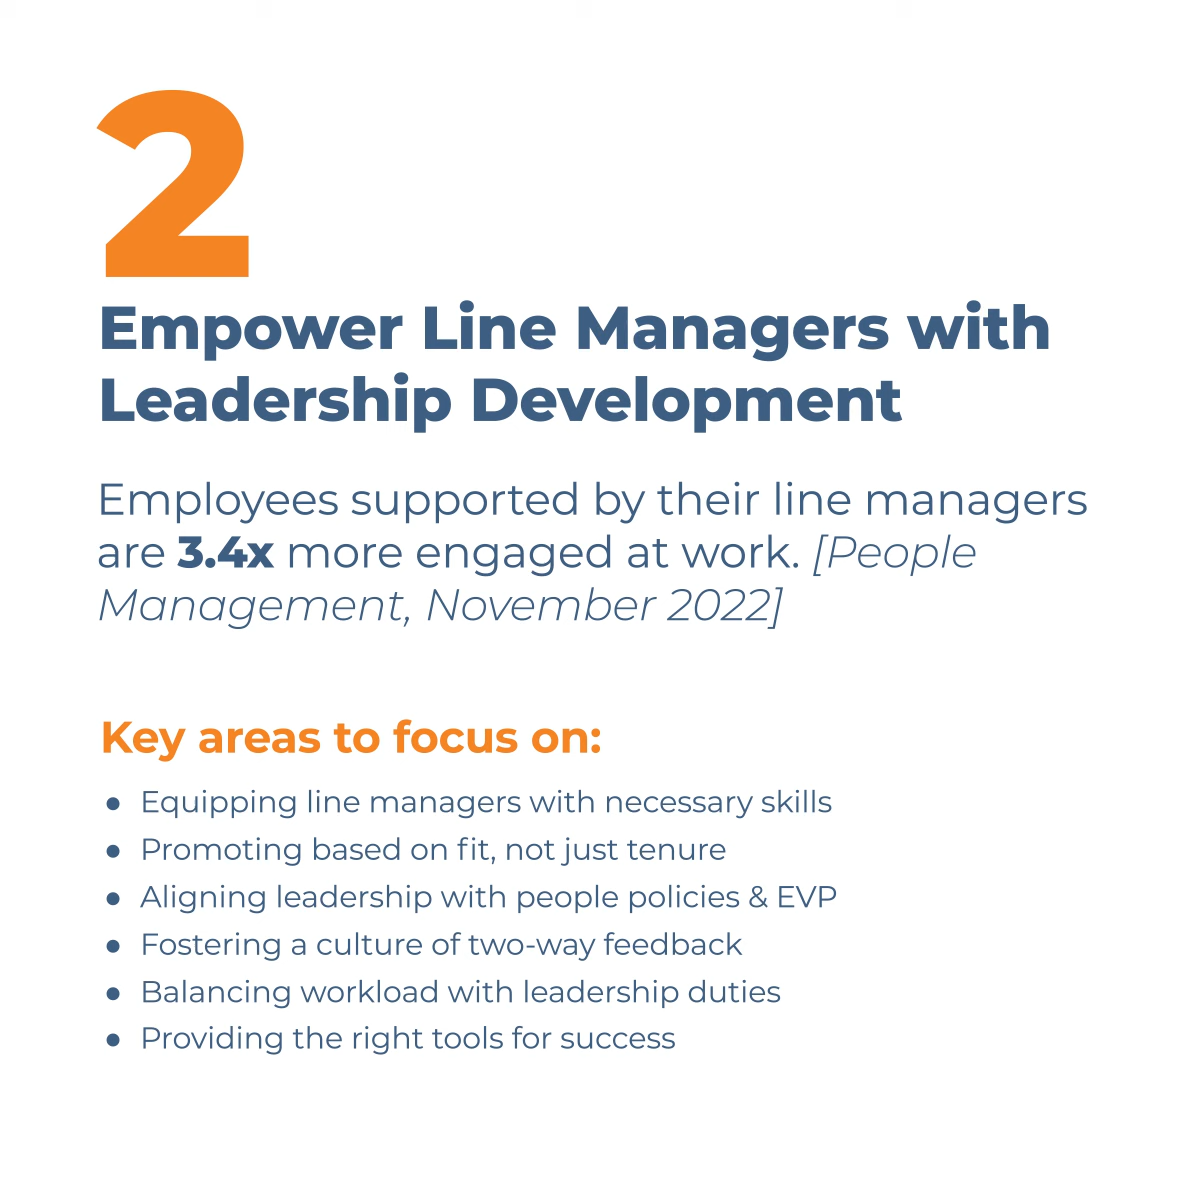 2
Empower Line Managers with
Leadership Development
Employees supported by their line managers
are 3.4x more engaged at work. [People
Management, November 2022]
Key areas to focus on:
● Equipping line managers with necessary skills
● Promoting based on fit, not just tenure
● Aligning leadership with people policies & EVP
● Fostering a culture of two-way feedback
● Balancing workload with leadership duties
● Providing the right tools for success